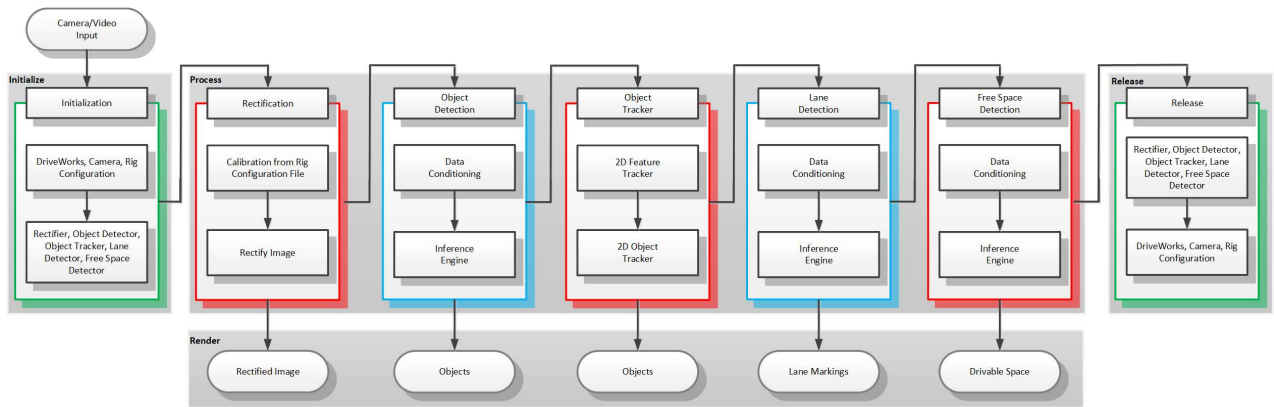 Camera/Video
Input
Initialize
Initialization
DriveWorks, Camera, Rig
Configuration
Rectifier, Object Detector,
Object Tracker, Lane
Detector, Free Space
Detector
Process
Rectification
Calibration from Rig
Configuration File
Rectify Image
Object
Detection
Data
Conditioning
Inference
Engine
Object
Tracker
2D Feature
Tracker
2D Object
Tracker
Lane
Detection
Data
Conditioning
Inference
Engine
Free Space
Detection
Data
Conditioning
Inference
Engine
Release
Release
Rectifier, Object Detector,
Object Tracker, Lane
Detector, Free Space
Detector
DriveWorks, Camera, Rig
Configuration
Render
Rectified Image
Objects
Objects
Lane Markings
Drivable Space